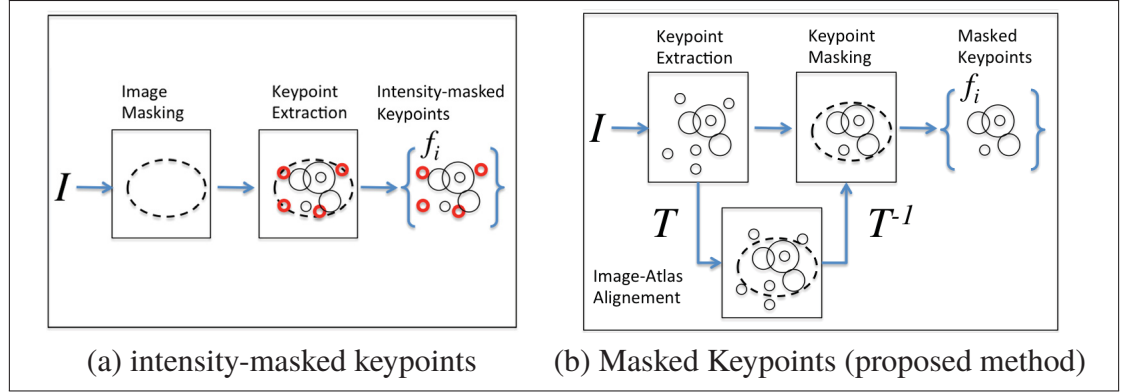 Image
Masking
Keypoint
Extraction
Intensity-masked
Keypoints
I
{ f_i }
(a) intensity-masked keypoints
Keypoint
Extraction
Keypoint
Masking
Masked
Keypoints
I
{ f_i }
T
T^-1
Image-Atlas
Alignement
(b) Masked Keypoints (proposed method)